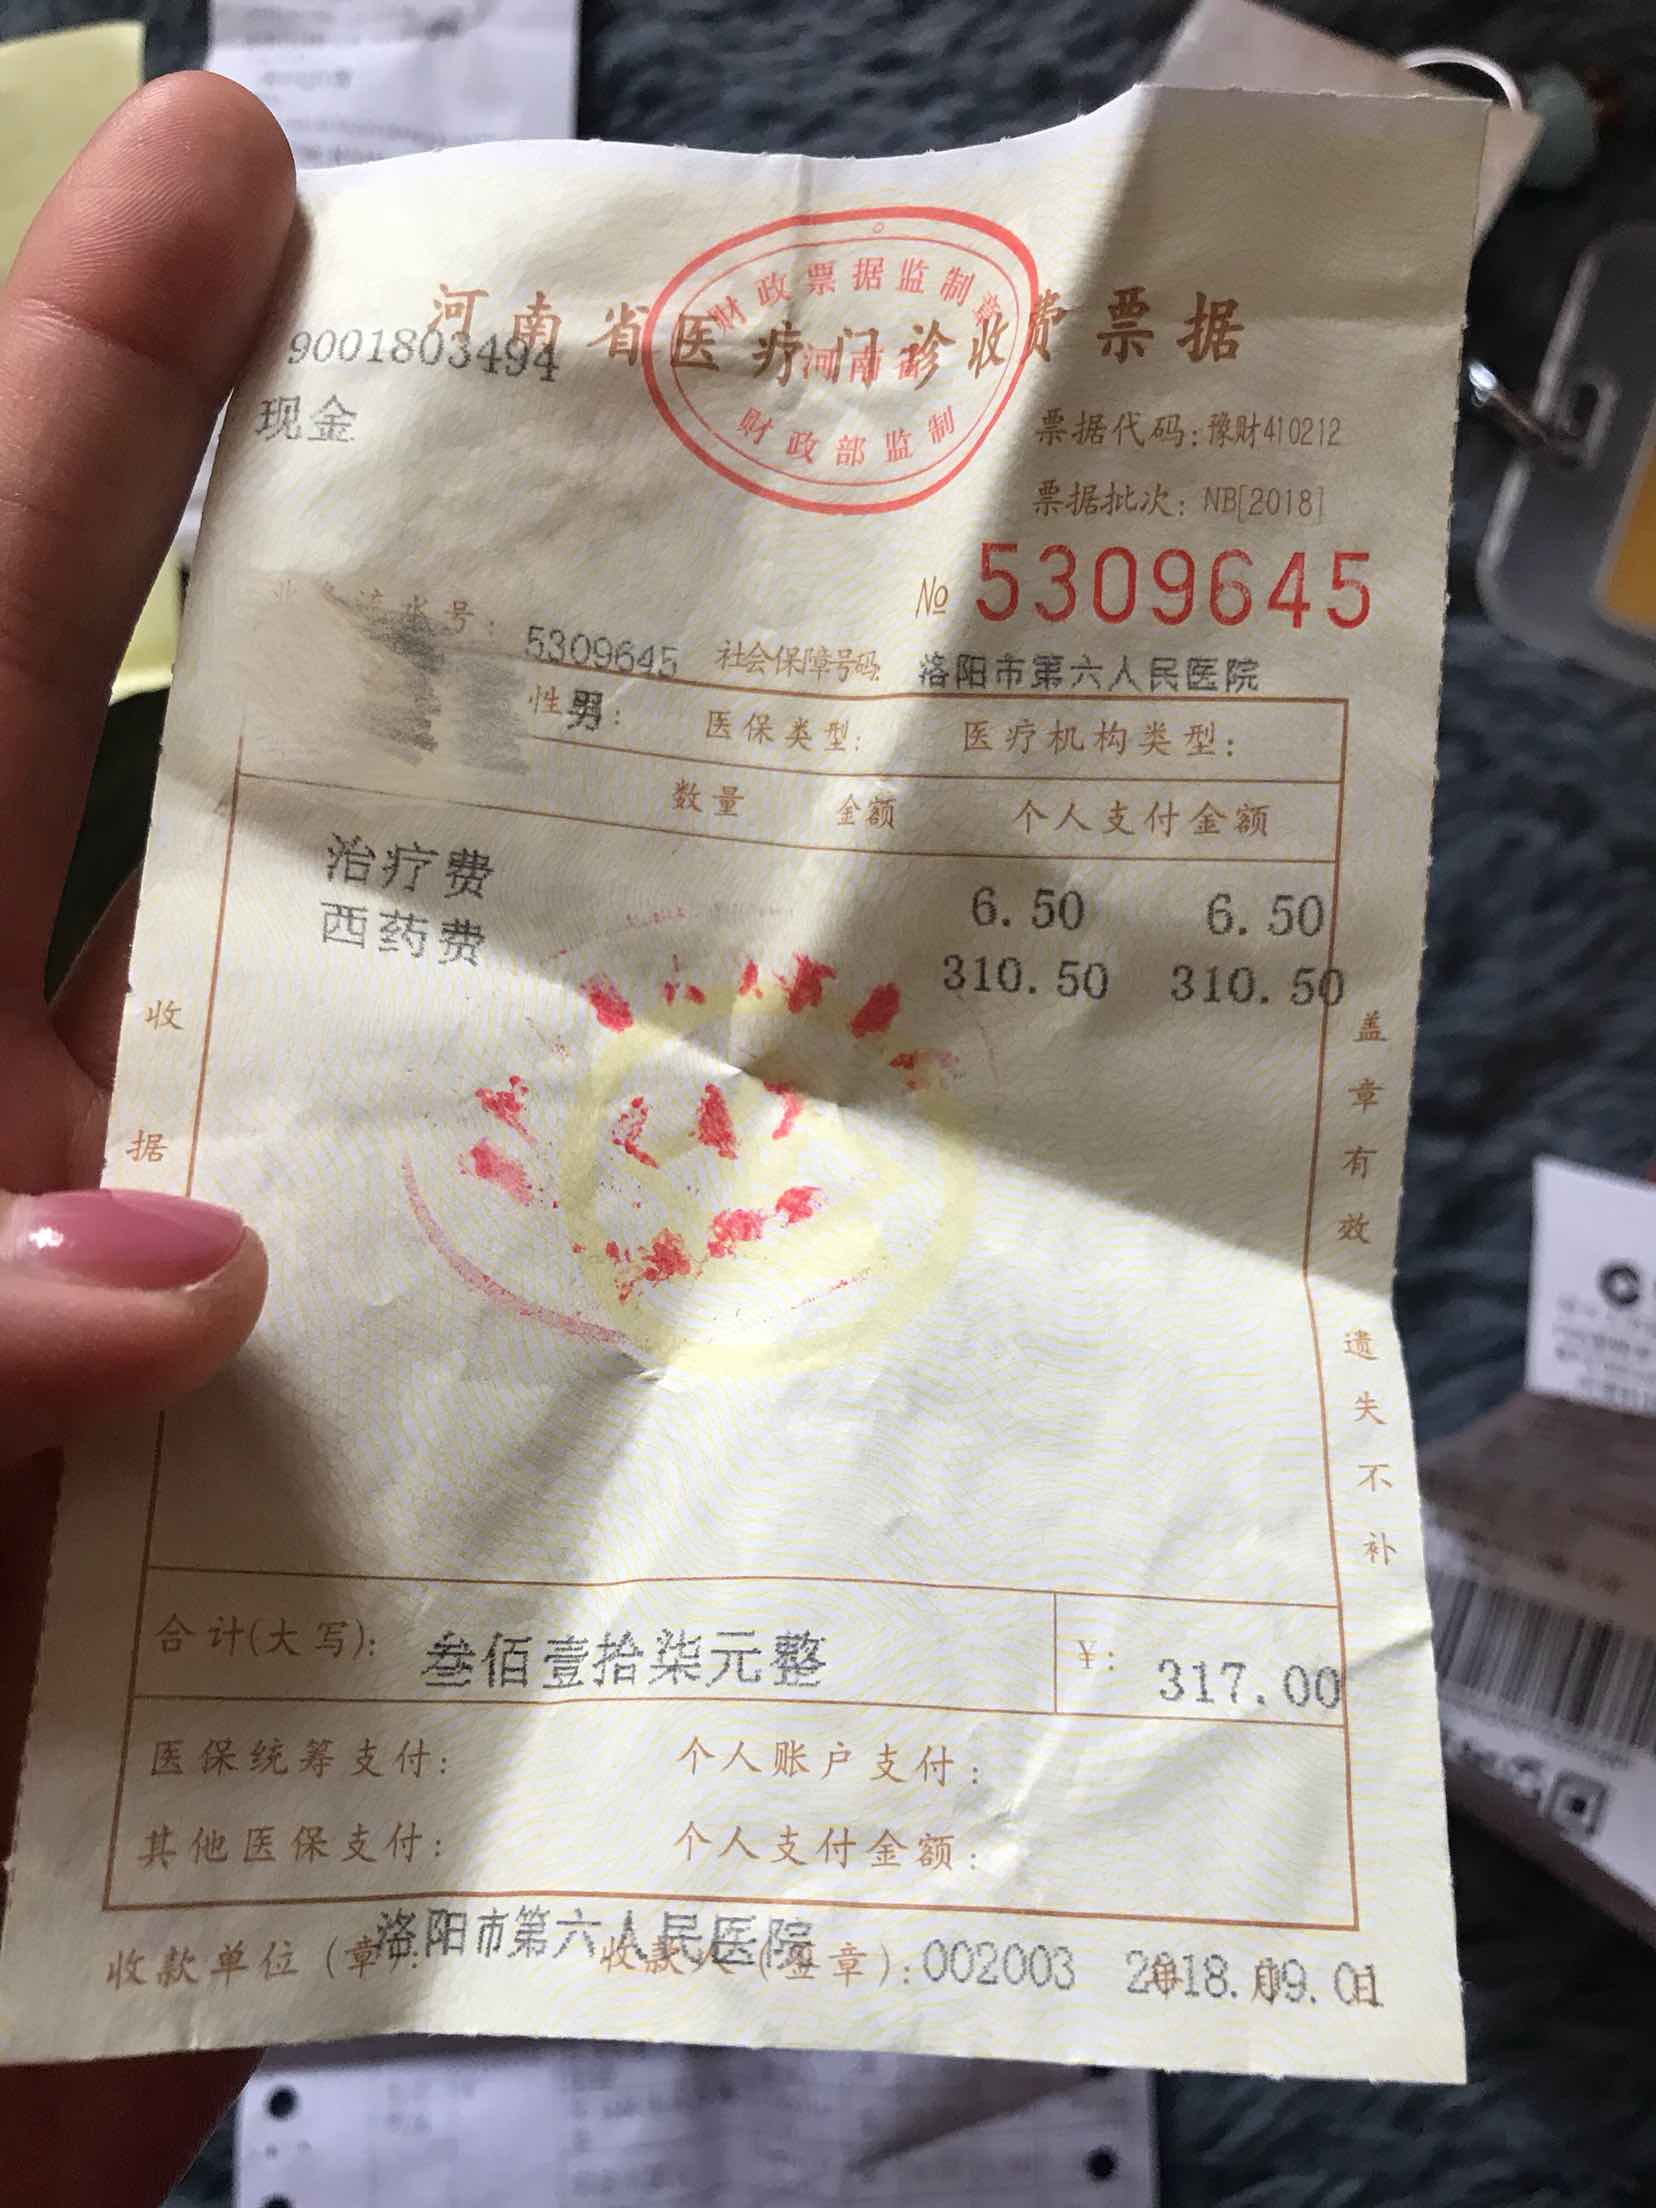 河南省医疗门诊收费票据
财政票据监制章
河南省
财政部监制
9001803494
现金
票据代码:豫财410212
票据批次: NB[2018]
№ 5309645
业务流水号: 5309645 社会保障号码: 洛阳市第六人民医院
性 男: 医保类型: 医疗机构类型:
数量 金额 个人支付金额
治疗费 6.50 6.50
西药费 310.50 310.50
收据
盖章有效
遗失不补
合计(大写): 叁佰壹拾柒元整 ¥: 317.00
医保统筹支付: 个人账户支付:
其他医保支付: 个人支付金额:
收款单位(章): 洛阳市第六人民医院 收款人(签章): 002003 2018.09.01